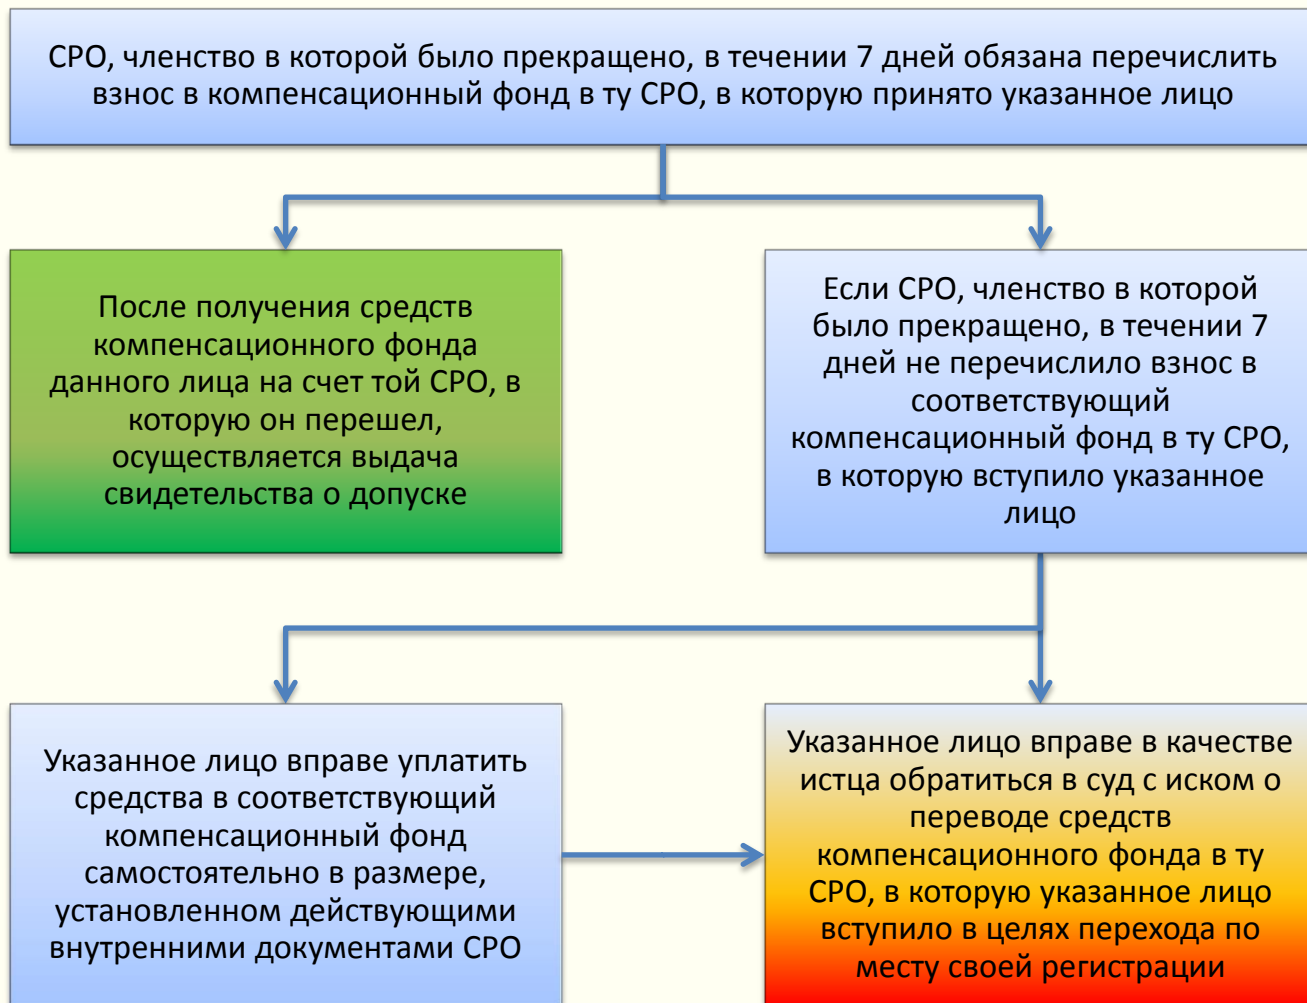 СРО, членство в которой было прекращено, в течении 7 дней обязана перечислить
взнос в компенсационный фонд в ту СРО, в которую принято указанное лицо
После получения средств
компенсационного фонда
данного лица на счет той СРО, в
которую он перешел,
осуществляется выдача
свидетельства о допуске
Если СРО, членство в которой
было прекращено, в течении 7
дней не перечислило взнос в
соответствующий
компенсационный фонд в ту СРО,
в которую вступило указанное
лицо
Указанное лицо вправе уплатить
средства в соответствующий
компенсационный фонд
самостоятельно в размере,
установленном действующими
внутренними документами СРО
Указанное лицо вправе в качестве
истца обратиться в суд с иском о
переводе средств
компенсационного фонда в ту
СРО, в которую указанное лицо
вступило в целях перехода по
месту своей регистрации